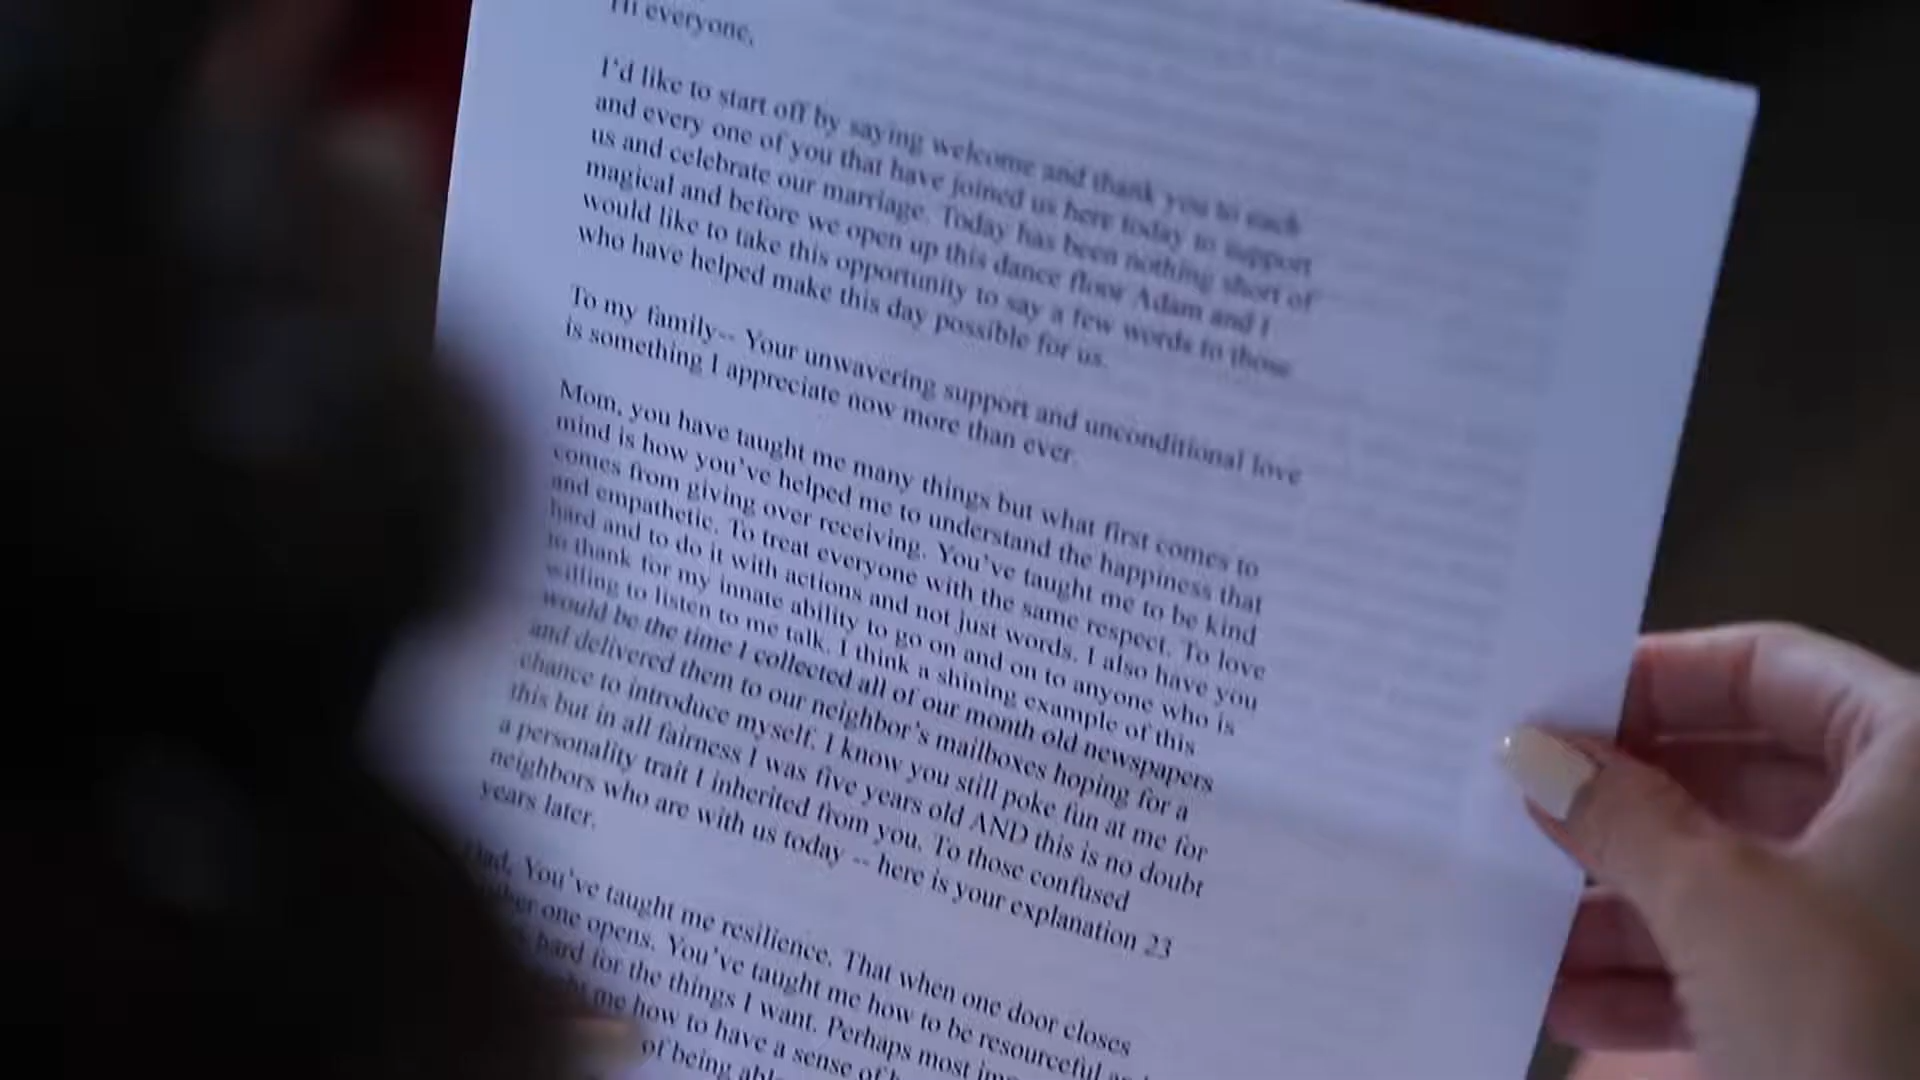 Hi everyone,
I'd like to start off by saying welcome and thank you to each
and every one of you that have joined us here today to support
us and celebrate our marriage. Today has been nothing short of
magical and before we open up this dance floor Adam and I
would like to take this opportunity to say a few words to those
who have helped make this day possible for us.
To my family-- Your unwavering support and unconditional love
is something I appreciate now more than ever.
Mom, you have taught me many things but what first comes to
mind is how you've helped me to understand the happiness that
comes from giving over receiving. You've taught me to be kind
and empathetic. To treat everyone with the same respect. To love
hard and to do it with actions and not just words. I also have you
to thank for my innate ability to go on and on to anyone who is
willing to listen to me talk. I think a shining example of this
would be the time I collected all of our month old newspapers
and delivered them to our neighbor's mailboxes hoping for a
chance to introduce myself. I know you still poke fun at me for
this but in all fairness I was five years old AND this is no doubt
a personality trait I inherited from you. To those confused
neighbors who are with us today -- here is your explanation 23
years later.
Dad, You've taught me resilience. That when one door closes
one opens. You've taught me how to be resourceful
hard for the things I want. Perhaps most
me how to have a sense of
of being